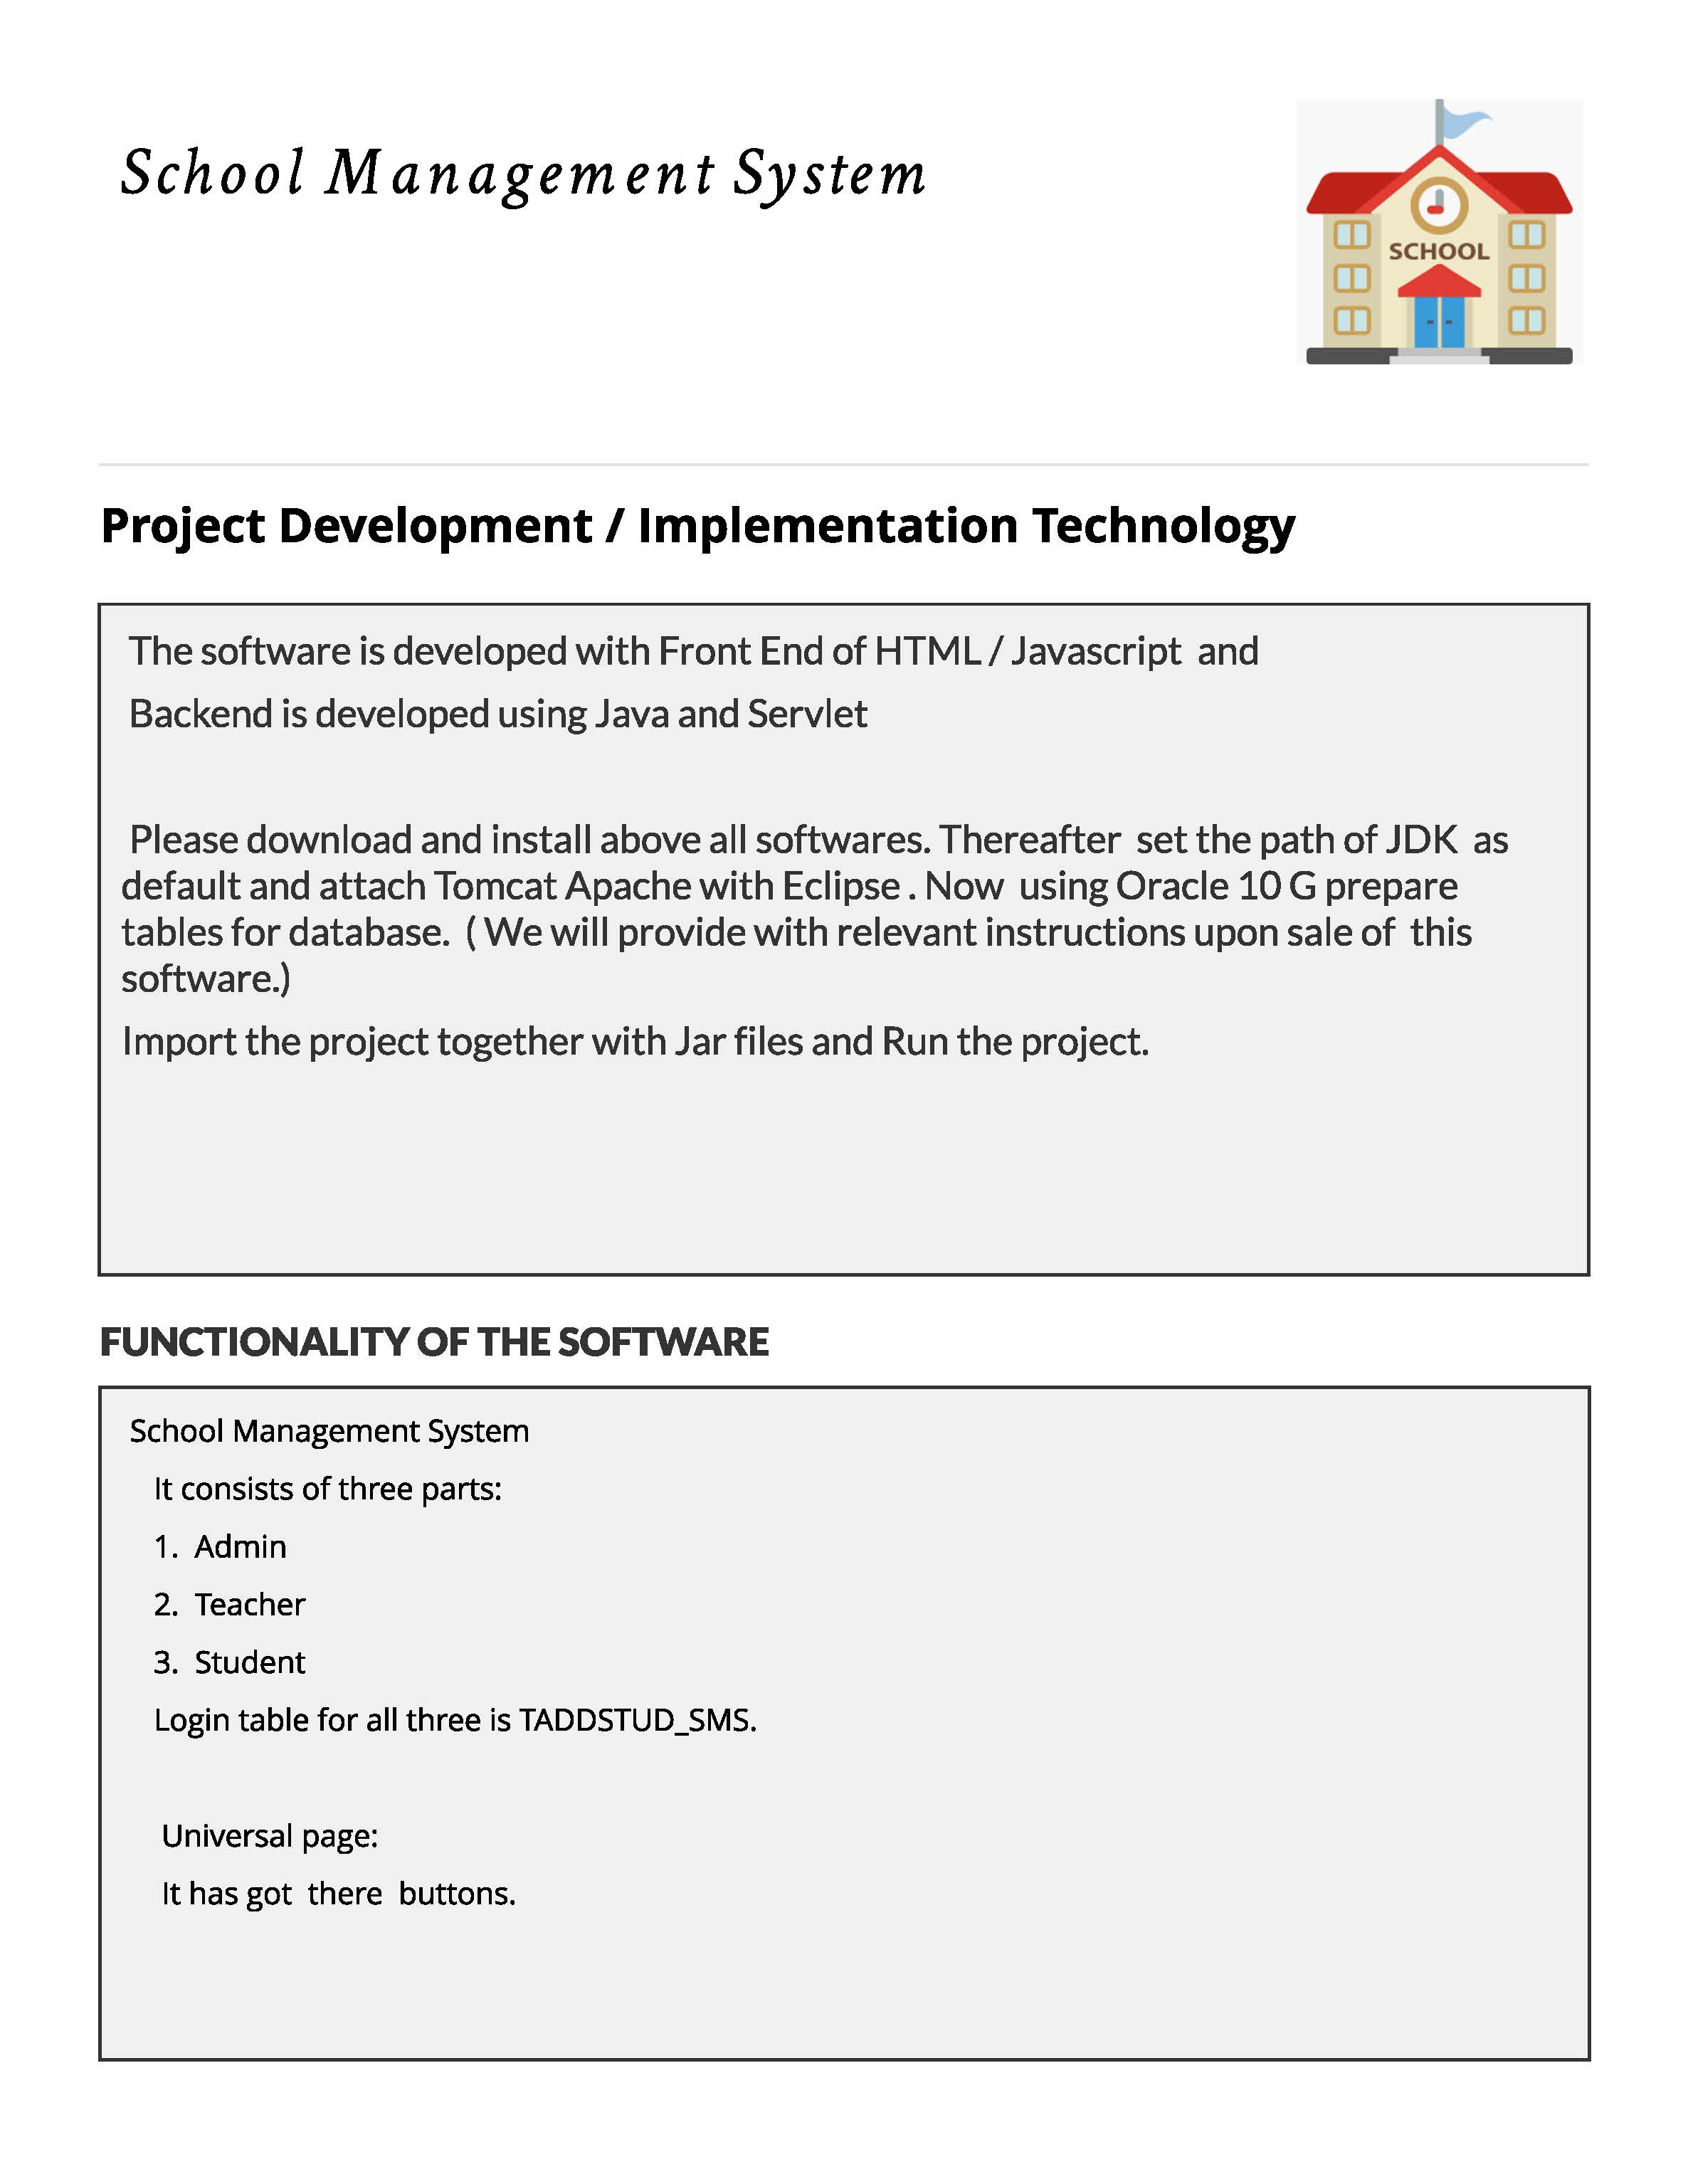 School Management System
SCHOOL
Project Development / Implementation Technology
The software is developed with Front End of HTML / Javascript and
Backend is developed using Java and Servlet
Please download and install above all softwares. Thereafter set the path of JDK as
default and attach Tomcat Apache with Eclipse . Now using Oracle 10 G prepare
tables for database. ( We will provide with relevant instructions upon sale of this
software.)
Import the project together with Jar files and Run the project.
FUNCTIONALITY OF THE SOFTWARE
School Management System
It consists of three parts:
1. Admin
2. Teacher
3. Student
Login table for all three is TADDSTUD_SMS.
Universal page:
It has got there buttons.